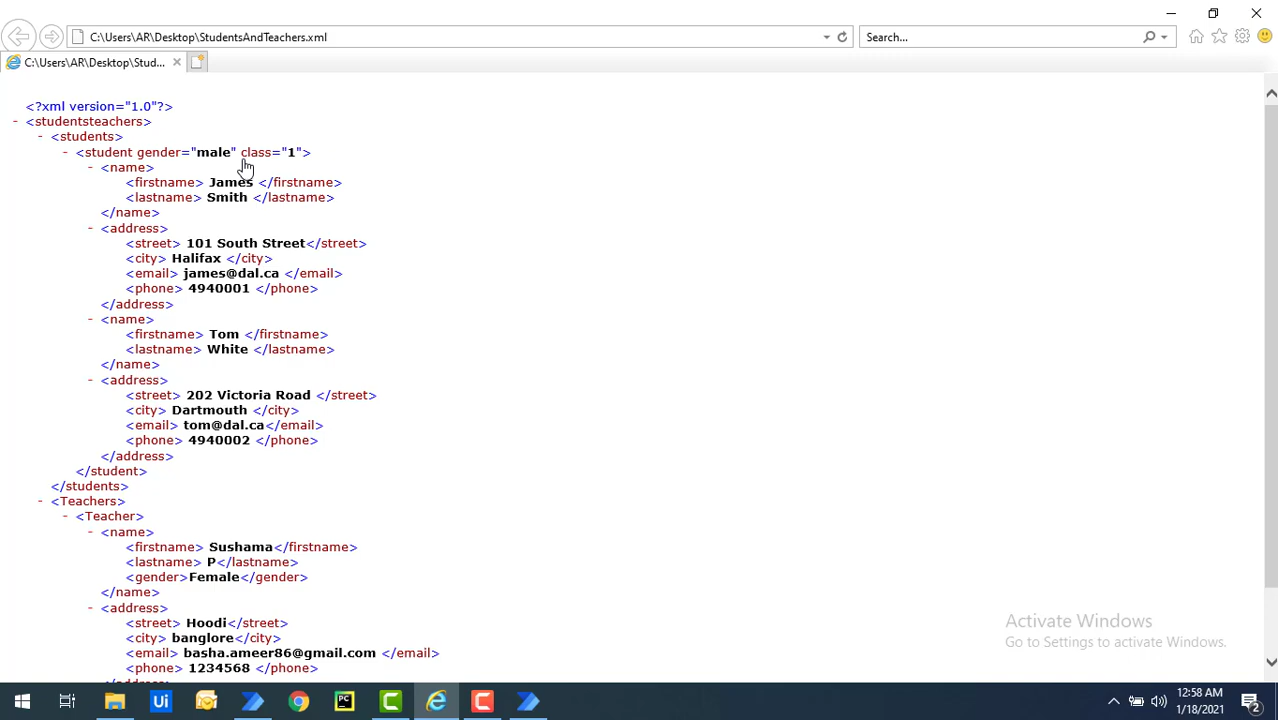 C:\Users\AR\Desktop\StudentsAndTeachers.xml
Search...
C:\Users\AR\Desktop\Stud...
<?xml version="1.0"?>
- <studentsteachers>
- <students>
- <student gender="male" class="1">
- <name>
<firstname> James </firstname>
<lastname> Smith </lastname>
</name>
- <address>
<street> 101 South Street</street>
<city> Halifax </city>
<email> james@dal.ca </email>
<phone> 4940001 </phone>
</address>
- <name>
<firstname> Tom </firstname>
<lastname> White </lastname>
</name>
- <address>
<street> 202 Victoria Road </street>
<city> Dartmouth </city>
<email> tom@dal.ca</email>
<phone> 4940002 </phone>
</address>
</student>
</students>
- <Teachers>
- <Teacher>
- <name>
<firstname> Sushama</firstname>
<lastname> P</lastname>
<gender>Female</gender>
</name>
- <address>
<street> Hoodi</street>
<city> banglore</city>
<email> basha.ameer86@gmail.com </email>
<phone> 1234568 </phone>
</address>
Activate Windows
Go to Settings to activate Windows.
Ui
PC
C
C
12:58 AM
1/18/2021
2